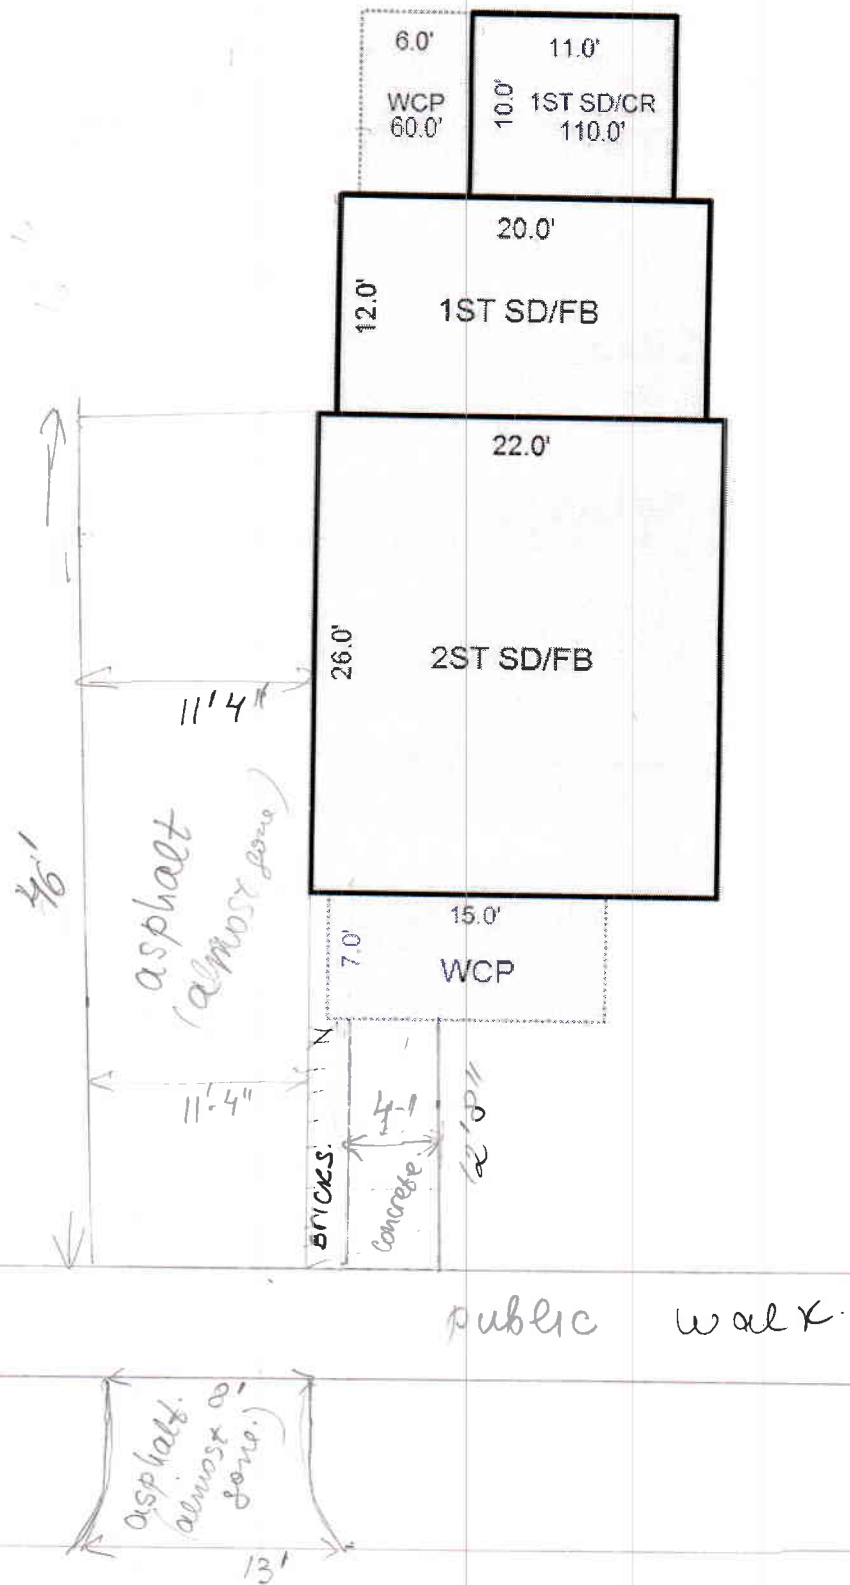 6.0'
11.0'
WCP
60.0'
10.0'
1ST SD/CR
110.0'
20.0'
12.0'
1ST SD/FB
22.0'
26.0'
2ST SD/FB
11'4"
46'
asphalt
(almost gone)
15.0'
7.0'
WCP
N
11'-4"
BRICKS.
4-1
concrete.
12'8"
public walk.
asphalt.
(almost
gone.)
8'
13'